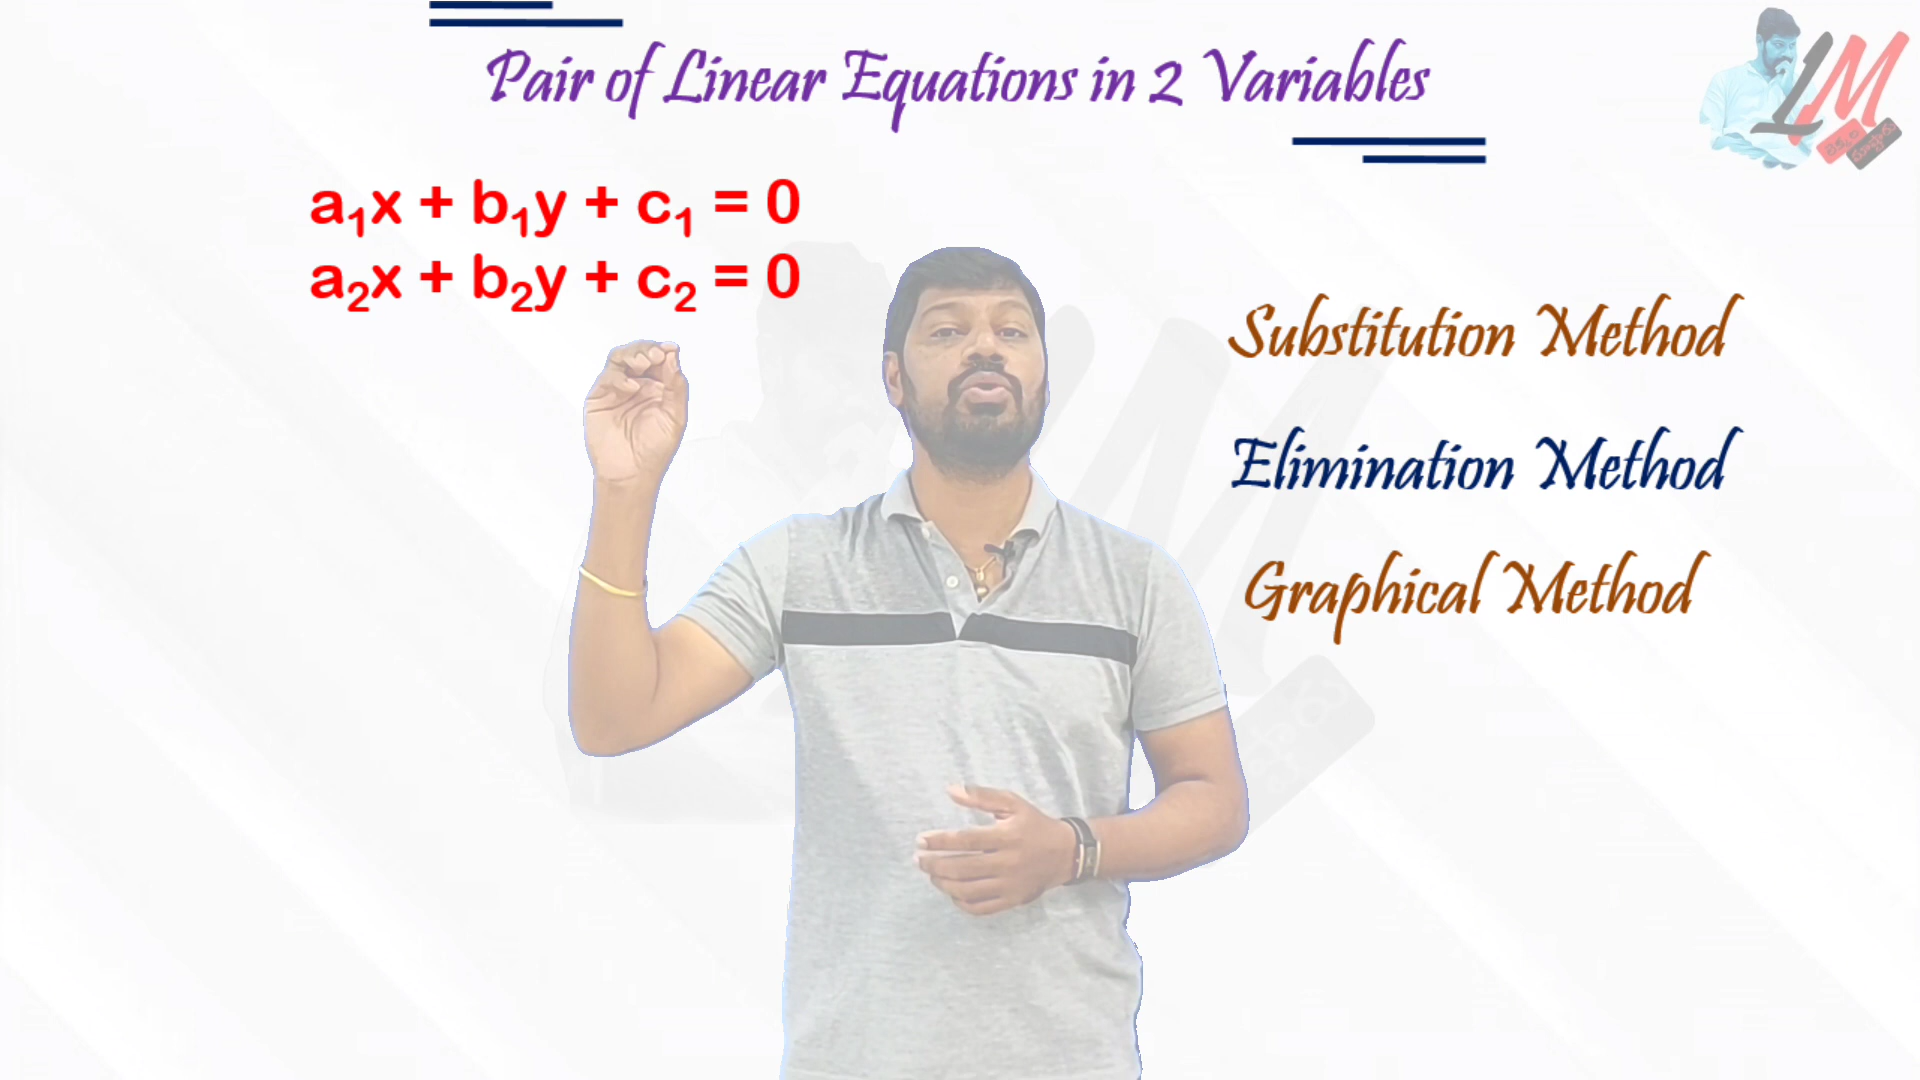 Pair of Linear Equations in 2 Variables
LM
a₁x + b₁y + c₁ = 0
a₂x + b₂y + c₂ = 0
Substitution Method
Elimination Method
Graphical Method